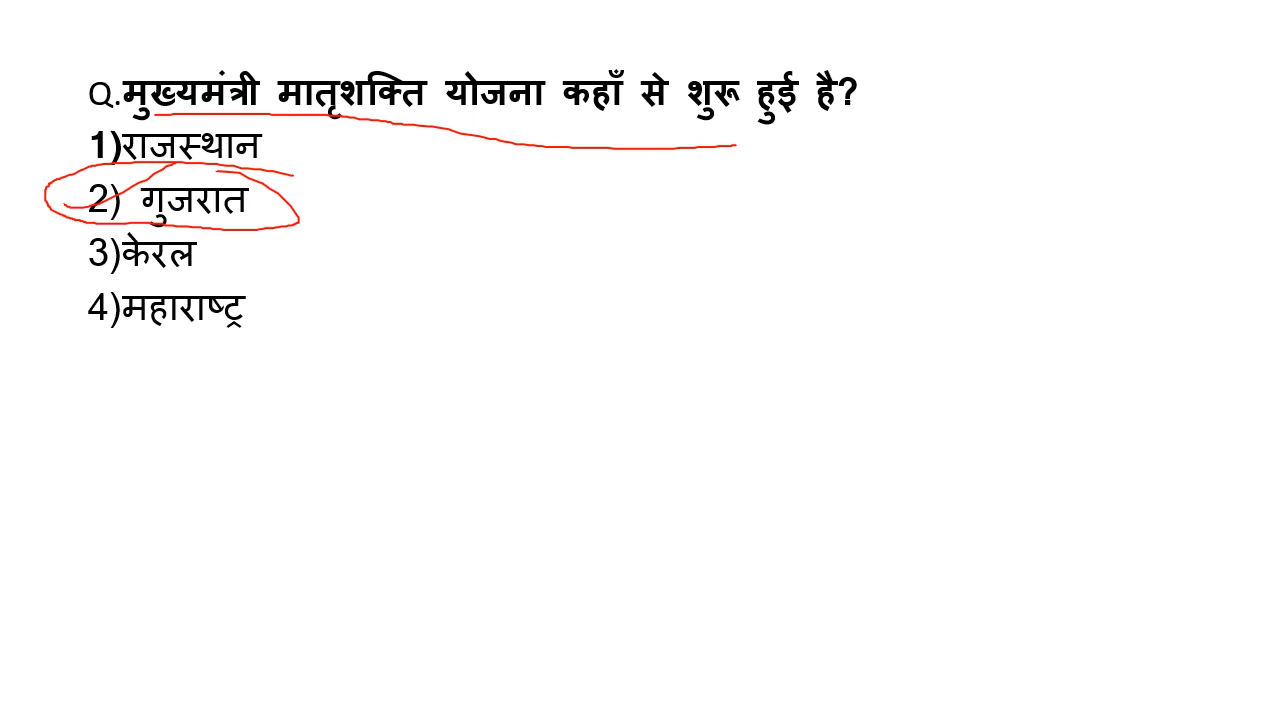 Q.मुख्यमंत्री मातृशक्ति योजना कहाँ से शुरू हुई है?
1)राजस्थान
2) गुजरात
3)केरल
4)महाराष्ट्र